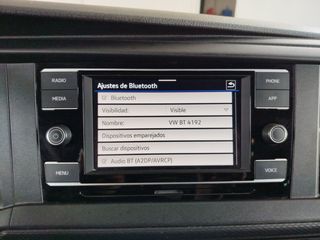 Ajustes de Bluetooth
RADIO
PHONE
Bluetooth
MEDIA
APP
Visibilidad: Visible
Nombre: VW BT 4192
Dispositivos emparejados
Buscar dispositivos
MENU
VOICE
Audio BT (A2DP/AVRCP)